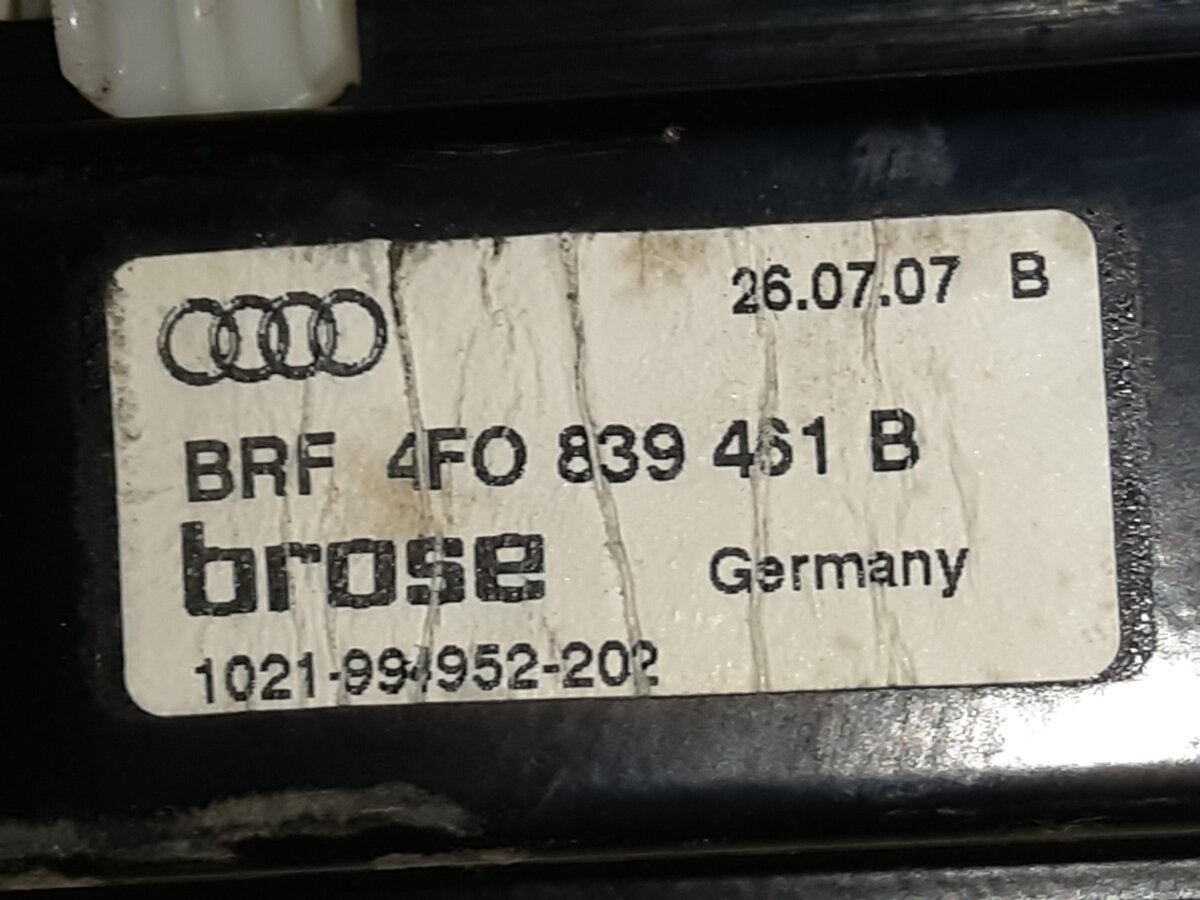 26.07.07 B
BRF 4F0 839 461 B
brose Germany
1021-994952-202